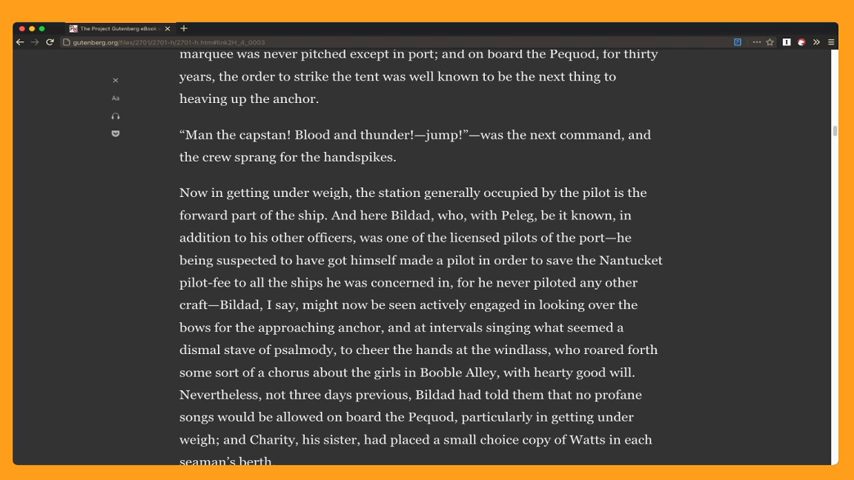 The Project Gutenberg eBook
gutenberg.org/files/2701/2701-h/2701-h.htm#link2H_4_0003
marquee was never pitched except in port; and on board the Pequod, for thirty
years, the order to strike the tent was well known to be the next thing to
heaving up the anchor.
“Man the capstan! Blood and thunder!—jump!”—was the next command, and
the crew sprang for the handspikes.
Now in getting under weigh, the station generally occupied by the pilot is the
forward part of the ship. And here Bildad, who, with Peleg, be it known, in
addition to his other officers, was one of the licensed pilots of the port—he
being suspected to have got himself made a pilot in order to save the Nantucket
pilot-fee to all the ships he was concerned in, for he never piloted any other
craft—Bildad, I say, might now be seen actively engaged in looking over the
bows for the approaching anchor, and at intervals singing what seemed a
dismal stave of psalmody, to cheer the hands at the windlass, who roared forth
some sort of a chorus about the girls in Booble Alley, with hearty good will.
Nevertheless, not three days previous, Bildad had told them that no profane
songs would be allowed on board the Pequod, particularly in getting under
weigh; and Charity, his sister, had placed a small choice copy of Watts in each
seaman’s berth
Aa